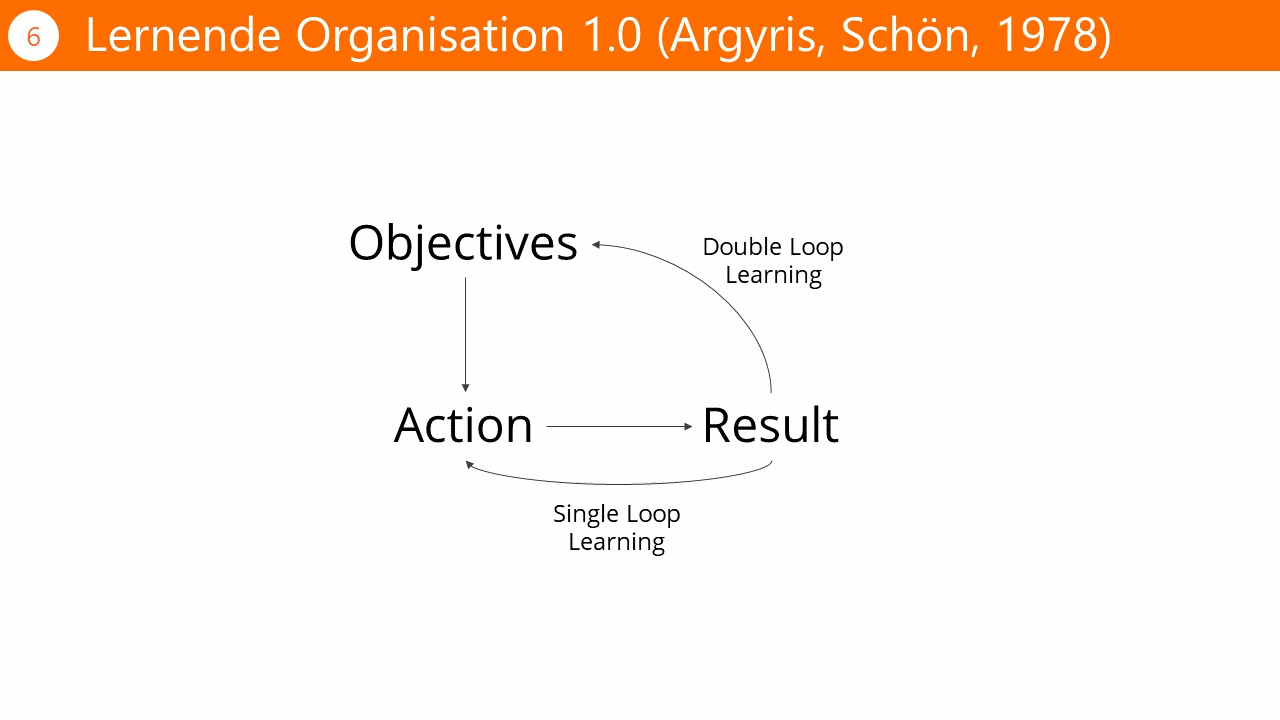 6
Lernende Organisation 1.0 (Argyris, Schön, 1978)
Objectives
Double Loop
Learning
Action
Result
Single Loop
Learning